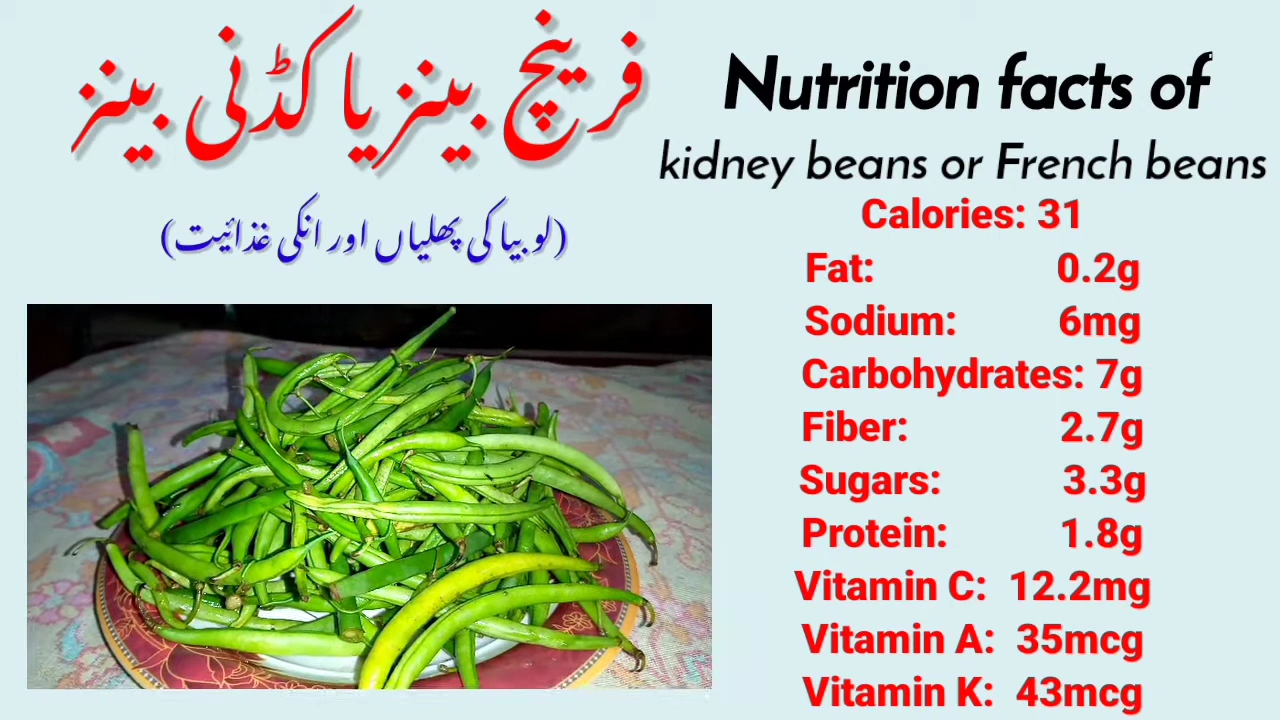 فرینچ بینز یا کڈنی بینز
(لوبیا کی پھلیاں اور انکی غذائیت)
Nutrition facts of
kidney beans or French beans
Calories: 31
Fat: 0.2g
Sodium: 6mg
Carbohydrates: 7g
Fiber: 2.7g
Sugars: 3.3g
Protein: 1.8g
Vitamin C: 12.2mg
Vitamin A: 35mcg
Vitamin K: 43mcg